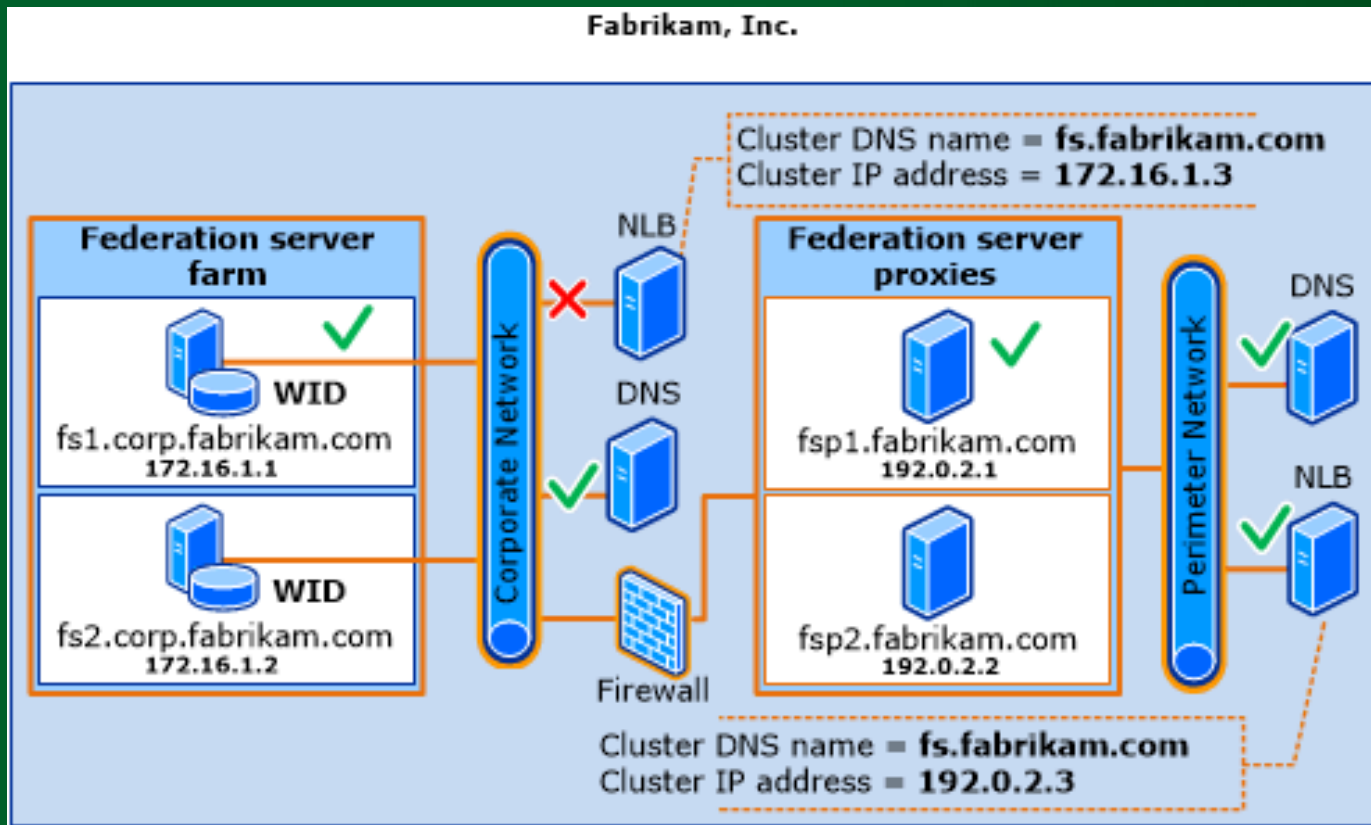 Fabrikam, Inc.
Cluster DNS name = fs.fabrikam.com
Cluster IP address = 172.16.1.3
Federation server
farm
WID
fs1.corp.fabrikam.com
172.16.1.1
WID
fs2.corp.fabrikam.com
172.16.1.2
Corporate Network
NLB
DNS
Firewall
Federation server
proxies
fsp1.fabrikam.com
192.0.2.1
fsp2.fabrikam.com
192.0.2.2
Perimeter Network
DNS
NLB
Cluster DNS name = fs.fabrikam.com
Cluster IP address = 192.0.2.3